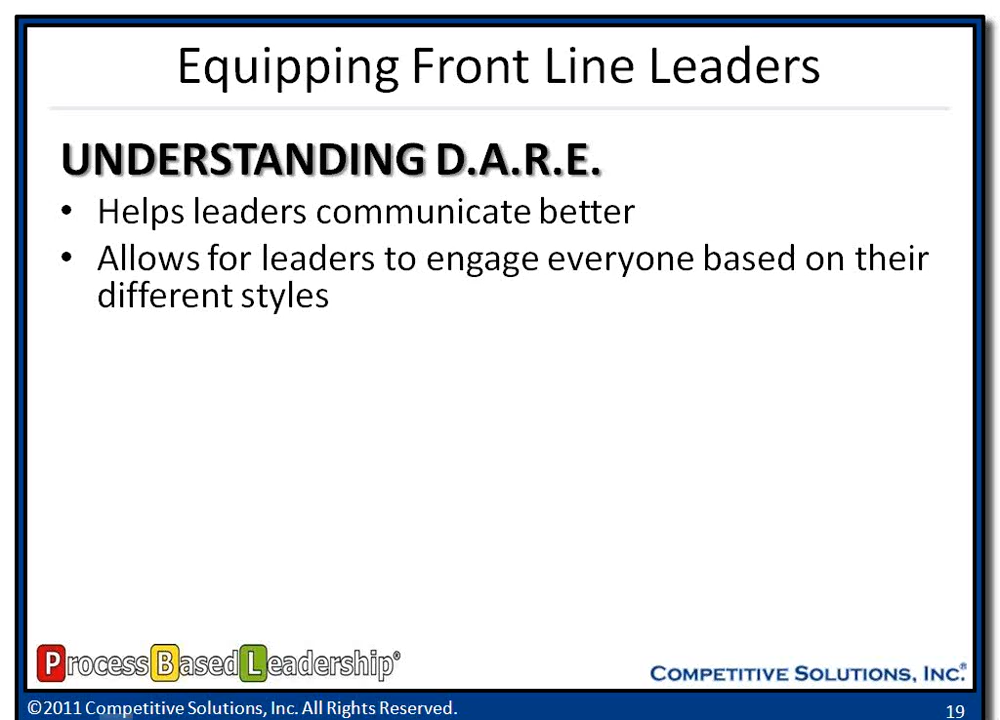 Equipping Front Line Leaders
UNDERSTANDING D.A.R.E.
• Helps leaders communicate better
• Allows for leaders to engage everyone based on their
different styles
Process Based Leadership®
COMPETITIVE SOLUTIONS, INC.®
©2011 Competitive Solutions, Inc. All Rights Reserved.
19